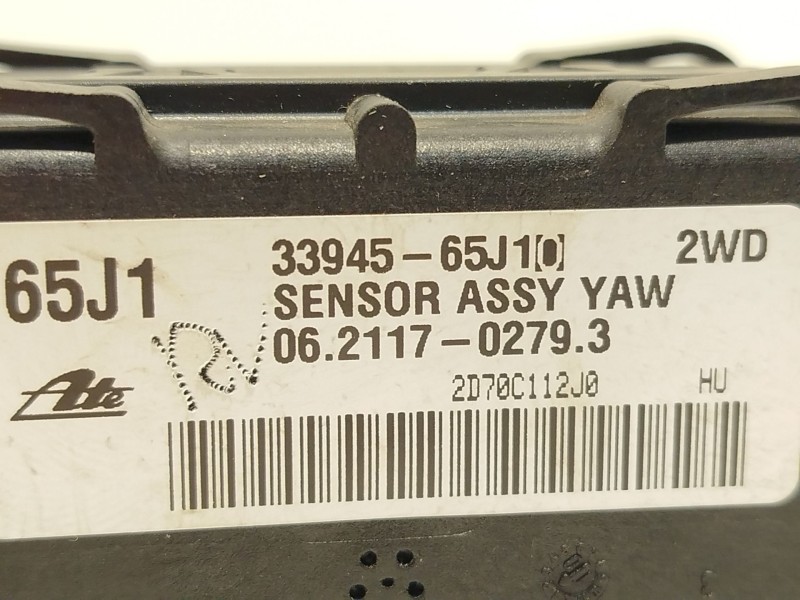 65J1
33945-65J1[0] 2WD
SENSOR ASSY YAW
06.2117-0279.3
Ate
2D70C112J0 HU